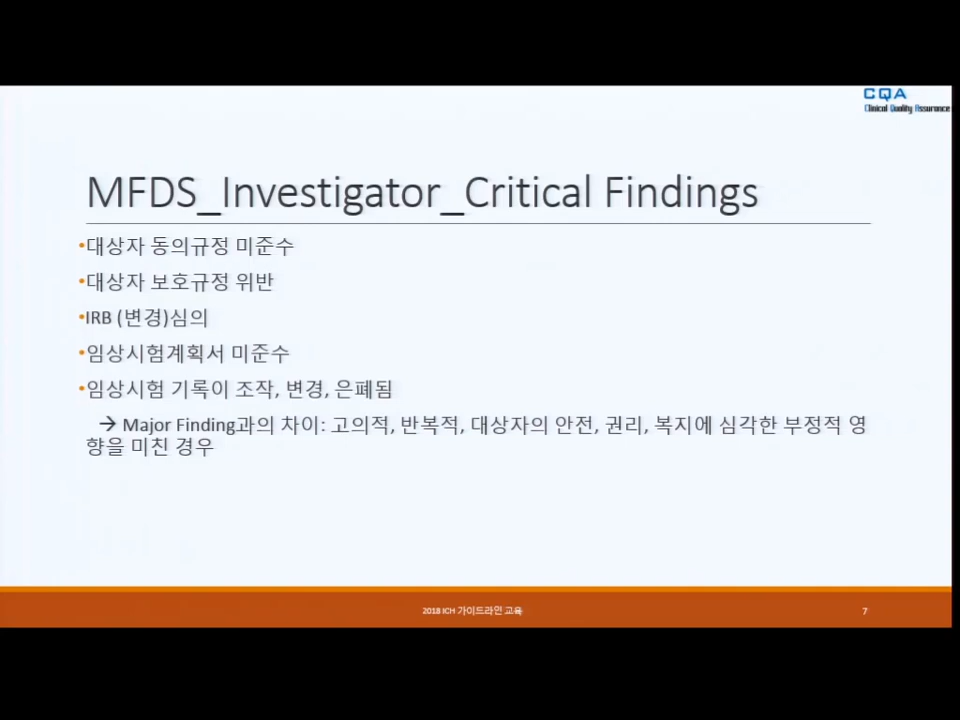 CQA
Clinical Quality Assurance
MFDS_Investigator_Critical Findings
•대상자 동의규정 미준수
•대상자 보호규정 위반
•IRB (변경)심의
•임상시험계획서 미준수
•임상시험 기록이 조작, 변경, 은폐됨
→ Major Finding과의 차이: 고의적, 반복적, 대상자의 안전, 권리, 복지에 심각한 부정적 영
향을 미친 경우
2018 ICH 가이드라인 교육
7